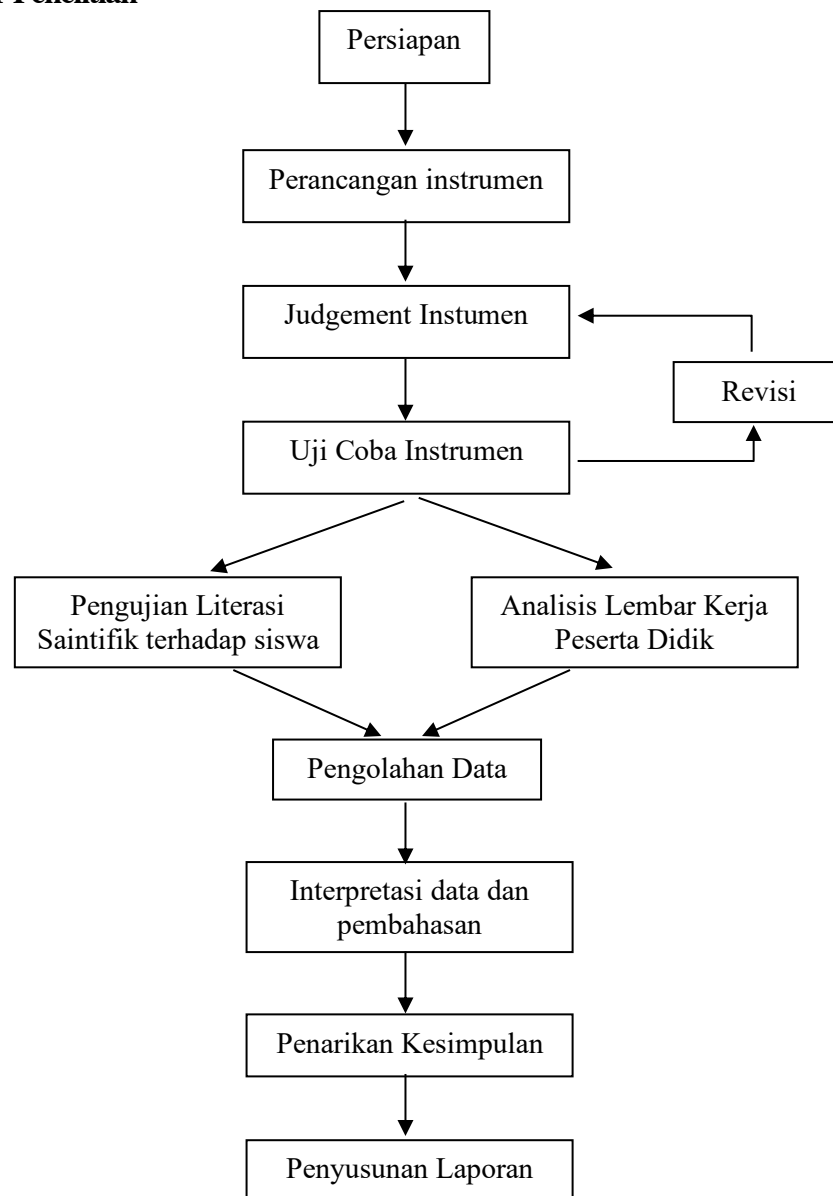 Penelitian
Persiapan
Perancangan instrumen
Judgement Instumen
Revisi
Uji Coba Instrumen
Pengujian Literasi
Saintifik terhadap siswa
Analisis Lembar Kerja
Peserta Didik
Pengolahan Data
Interpretasi data dan
pembahasan
Penarikan Kesimpulan
Penyusunan Laporan